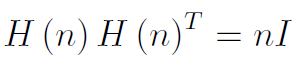 H (n) H (n)^T = nI